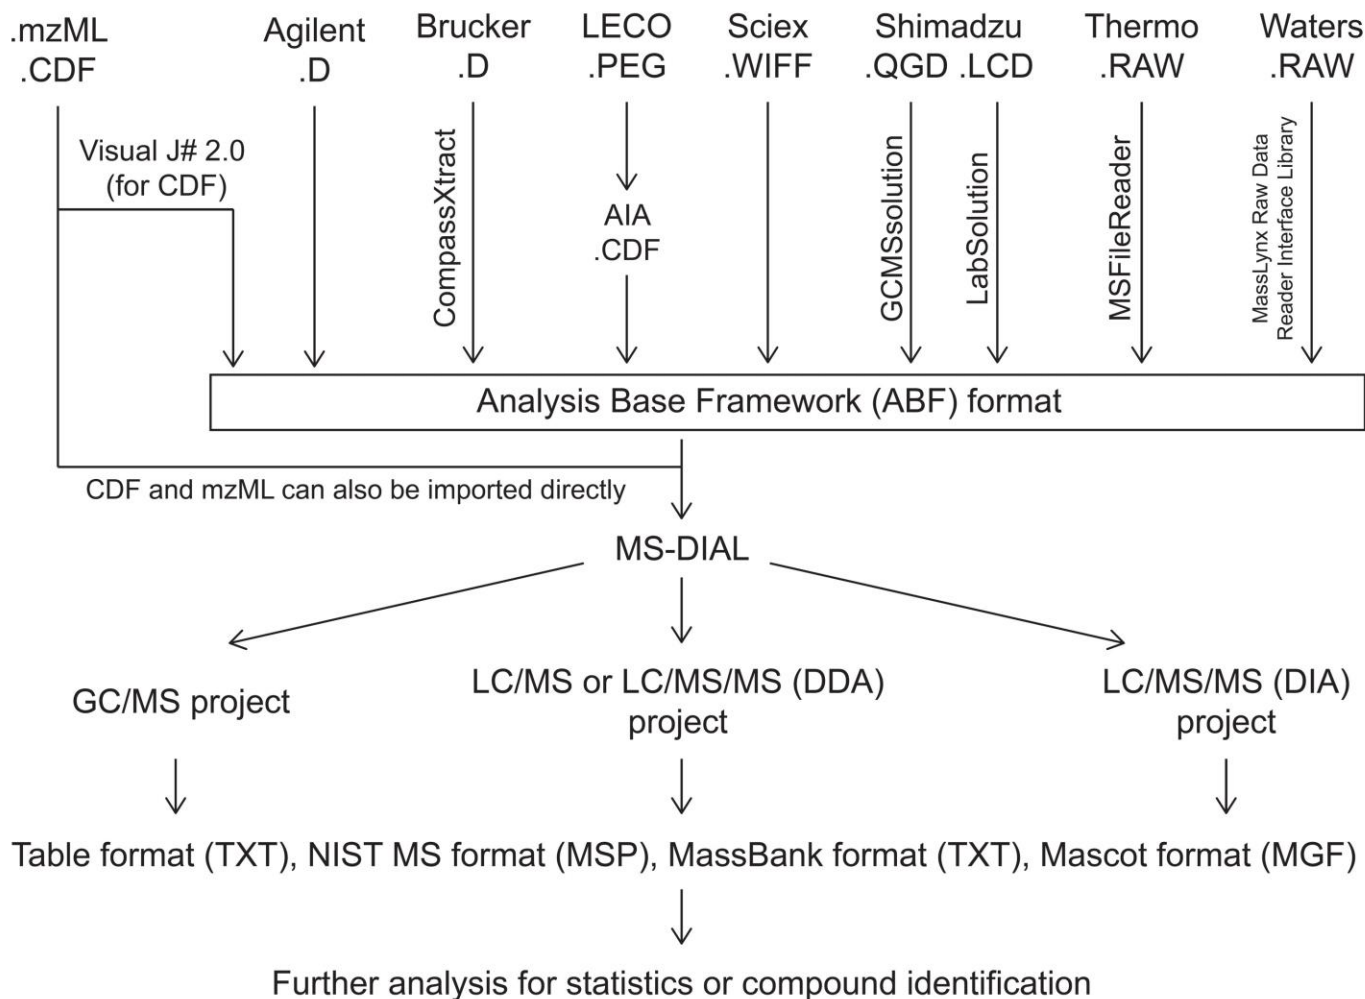 .mzML
.CDF
Agilent
.D
Brucker
.D
LECO
.PEG
Sciex
.WIFF
Shimadzu
.QGD .LCD
Thermo
.RAW
Waters
.RAW
Visual J# 2.0
(for CDF)
CompassXtract
AIA
.CDF
GCMSsolution
LabSolution
MSFileReader
MassLynx Raw Data
Reader Interface Library
Analysis Base Framework (ABF) format
CDF and mzML can also be imported directly
MS-DIAL
GC/MS project
LC/MS or LC/MS/MS (DDA)
project
LC/MS/MS (DIA)
project
Table format (TXT), NIST MS format (MSP), MassBank format (TXT), Mascot format (MGF)
Further analysis for statistics or compound identification